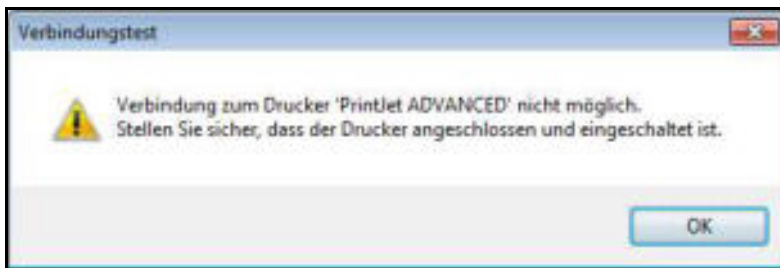 Verbindungstest
Verbindung zum Drucker 'PrintJet ADVANCED' nicht möglich.
Stellen Sie sicher, dass der Drucker angeschlossen und eingeschaltet ist.
OK